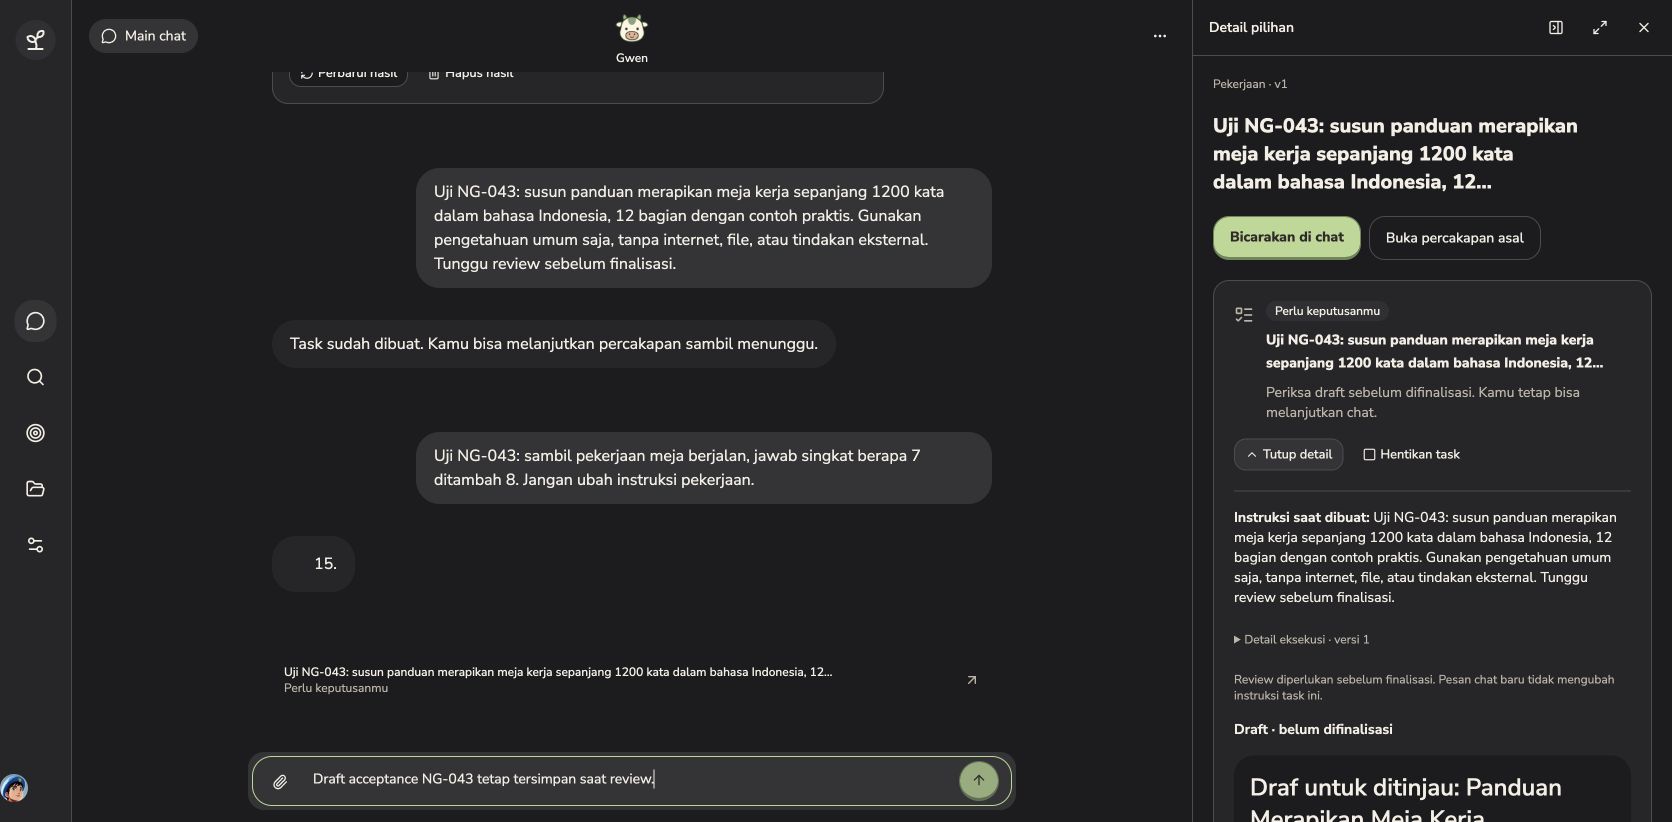 Main chat
Gwen
Perbarui hasil
Hapus hasil
Uji NG-043: susun panduan merapikan meja kerja sepanjang 1200 kata
dalam bahasa Indonesia, 12 bagian dengan contoh praktis. Gunakan
pengetahuan umum saja, tanpa internet, file, atau tindakan eksternal.
Tunggu review sebelum finalisasi.
Task sudah dibuat. Kamu bisa melanjutkan percakapan sambil menunggu.
Uji NG-043: sambil pekerjaan meja berjalan, jawab singkat berapa 7
ditambah 8. Jangan ubah instruksi pekerjaan.
15.
Uji NG-043: susun panduan merapikan meja kerja sepanjang 1200 kata dalam bahasa Indonesia, 12...
Perlu keputusanmu
Draft acceptance NG-043 tetap tersimpan saat review.
Detail pilihan
Pekerjaan · v1
Uji NG-043: susun panduan merapikan
meja kerja sepanjang 1200 kata
dalam bahasa Indonesia, 12...
Bicarakan di chat
Buka percakapan asal
Perlu keputusanmu
Uji NG-043: susun panduan merapikan meja kerja
sepanjang 1200 kata dalam bahasa Indonesia, 12...
Periksa draft sebelum difinalisasi. Kamu tetap bisa
melanjutkan chat.
Tutup detail
Hentikan task
Instruksi saat dibuat: Uji NG-043: susun panduan merapikan
meja kerja sepanjang 1200 kata dalam bahasa Indonesia, 12
bagian dengan contoh praktis. Gunakan pengetahuan umum
saja, tanpa internet, file, atau tindakan eksternal. Tunggu
review sebelum finalisasi.
Detail eksekusi · versi 1
Review diperlukan sebelum finalisasi. Pesan chat baru tidak mengubah
instruksi task ini.
Draft · belum difinalisasi
Draf untuk ditinjau: Panduan
Merapikan Meja Kerja